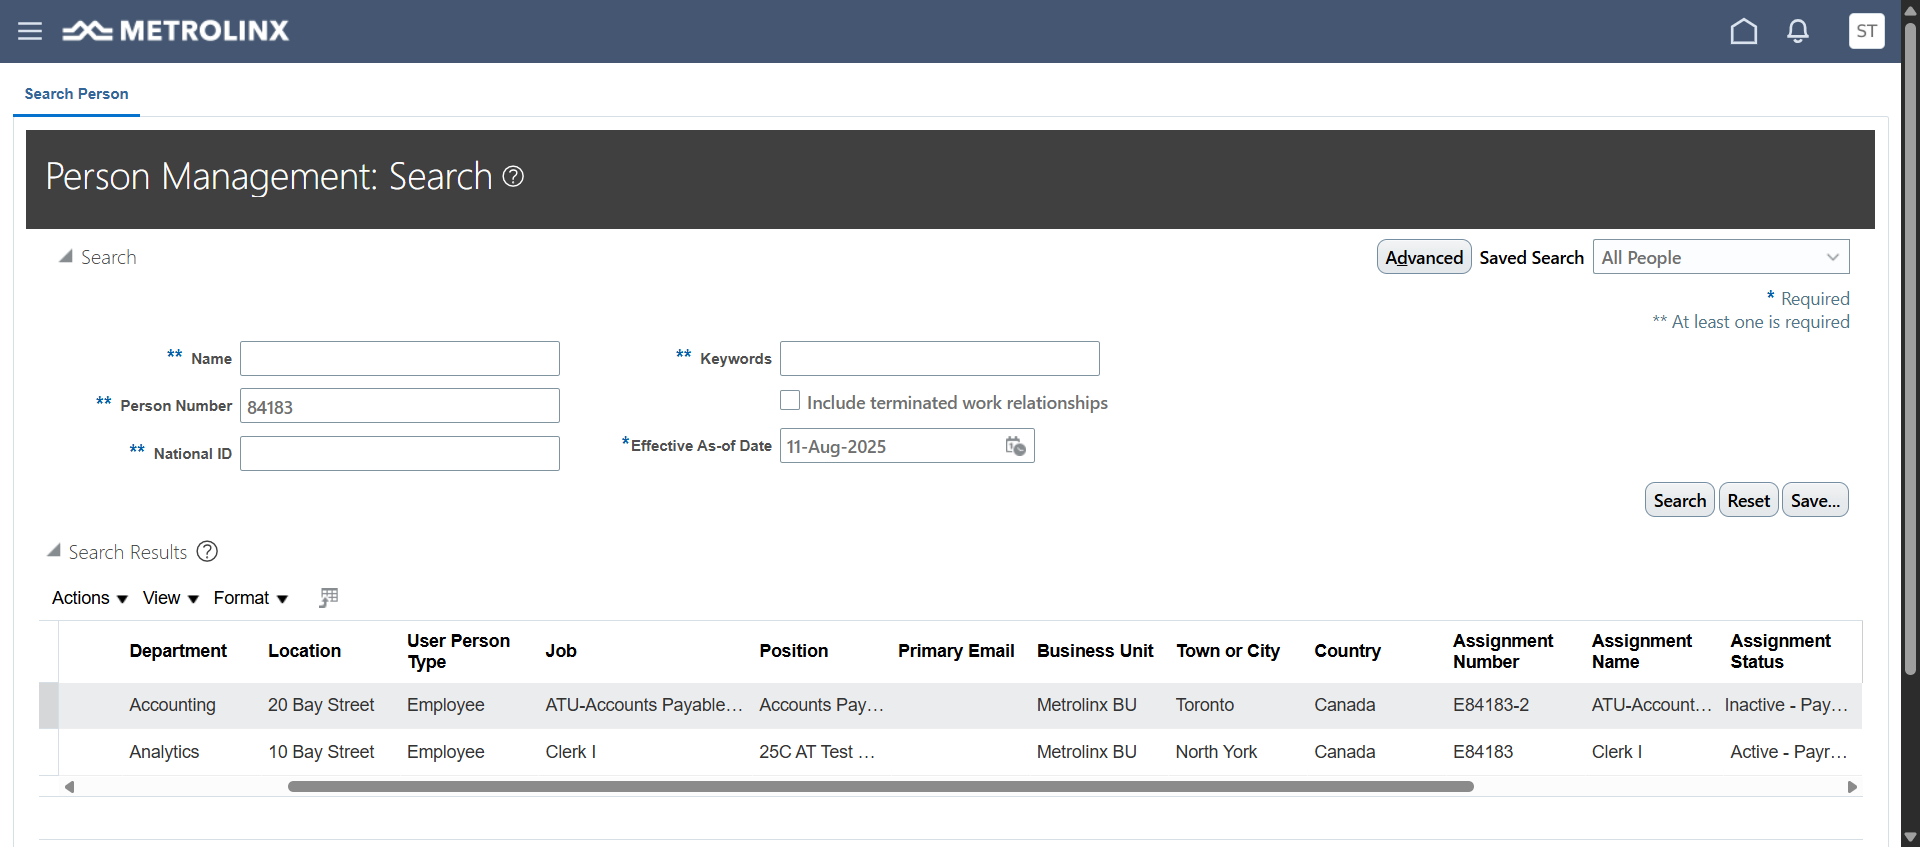 METROLINX
ST
Search Person
Person Management: Search ?
Search
Advanced Saved Search All People
* Required
** At least one is required
** Name
** Keywords
** Person Number 84183
Include terminated work relationships
** National ID
*Effective As-of Date 11-Aug-2025
Search Reset Save...
Search Results ?
Actions View Format
Department Location User Person Type Job Position Primary Email Business Unit Town or City Country Assignment Number Assignment Name Assignment Status
Accounting 20 Bay Street Employee ATU-Accounts Payable... Accounts Pay... Metrolinx BU Toronto Canada E84183-2 ATU-Account... Inactive - Pay...
Analytics 10 Bay Street Employee Clerk I 25C AT Test ... Metrolinx BU North York Canada E84183 Clerk I Active - Payr...